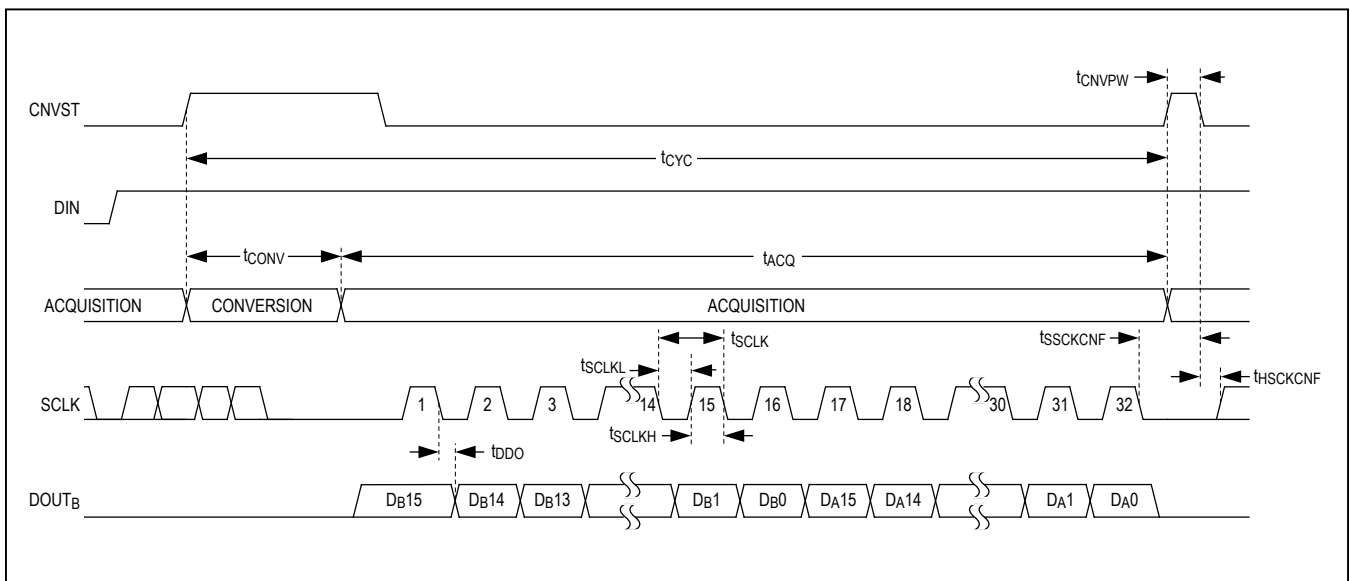 tCNVPW
CNVST
tCYC
DIN
tCONV
tACQ
ACQUISITION CONVERSION ACQUISITION
tSCLK tSSCKCNF
tSCLKL tHSCKCNF
SCLK 1 2 3 14 15 16 17 18 30 31 32
tSCLKH
tDDO
DOUTB DB15 DB14 DB13 DB1 DB0 DA15 DA14 DA1 DA0